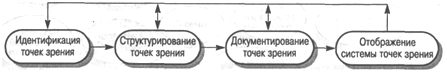 Идентификация
точек зрения
Структурирование
точек зрения
Документирование
точек зрения
Отображение
системы точек зрения